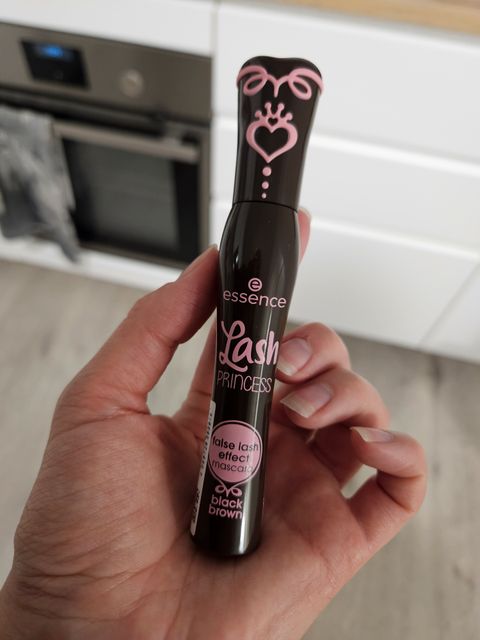 essence
Lash
PRINCESS
false lash
effect
mascara
black
brown